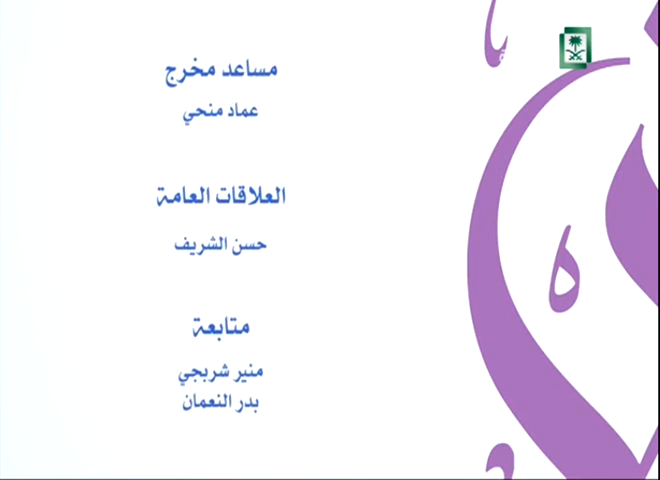 مساعد مخرج
عماد منحي
العلاقات العامة
حسن الشريف
متابعة
منير شربجي
بدر النعمان